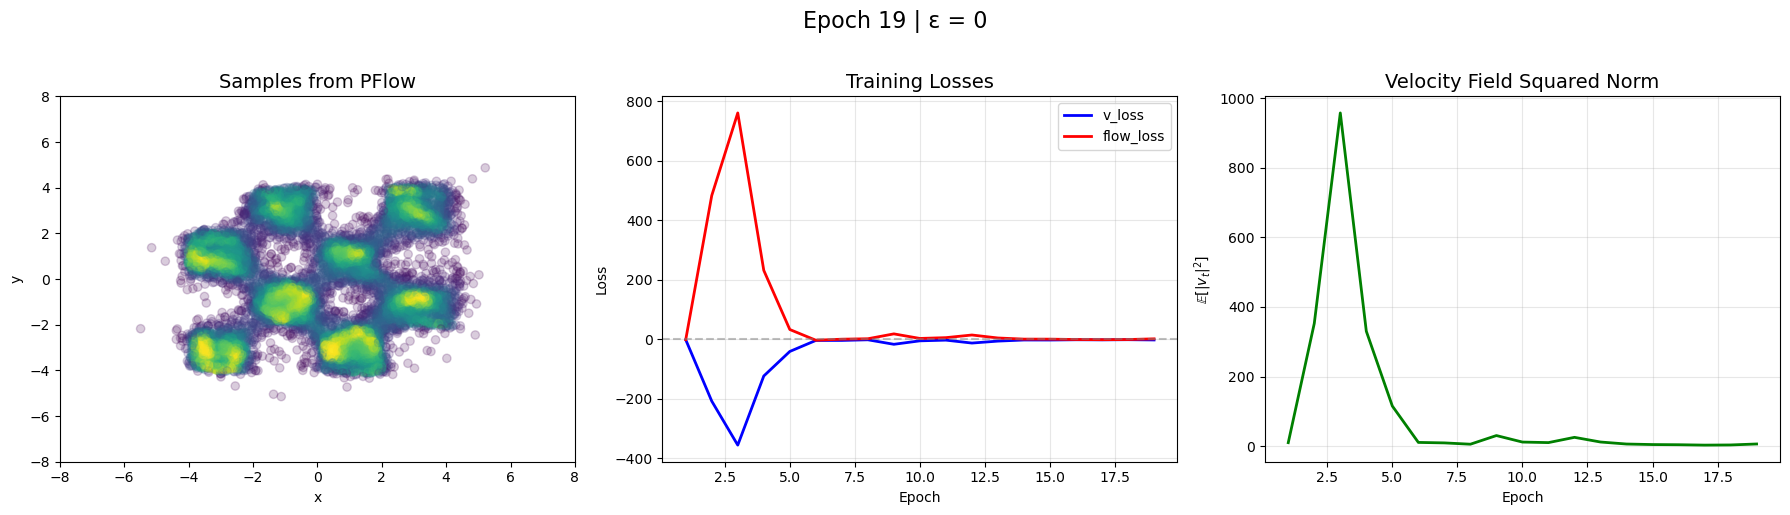 Epoch 19 | ε = 0
Samples from PFlow
8
6
4
2
0
−2
−4
−6
−8
y
−8 −6 −4 −2 0 2 4 6 8
x
Training Losses
800
600
400
200
0
−200
−400
Loss
v_loss
flow_loss
2.5 5.0 7.5 10.0 12.5 15.0 17.5
Epoch
Velocity Field Squared Norm
1000
800
600
400
200
0
𝔼[|v_t|²]
2.5 5.0 7.5 10.0 12.5 15.0 17.5
Epoch